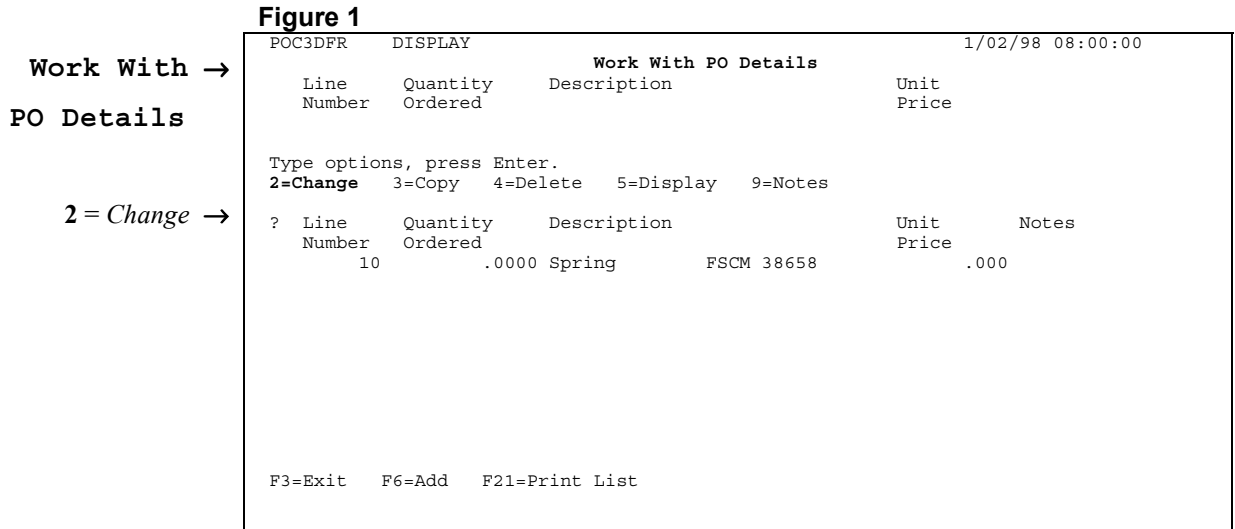 Figure 1
POC3DFR DISPLAY 1/02/98 08:00:00
Work With →
Work With PO Details
Line Quantity Description Unit
Number Ordered Price
PO Details
Type options, press Enter.
2=Change 3=Copy 4=Delete 5=Display 9=Notes
2 = Change →
? Line Quantity Description Unit Notes
Number Ordered Price
10 .0000 Spring FSCM 38658 .000
F3=Exit F6=Add F21=Print List